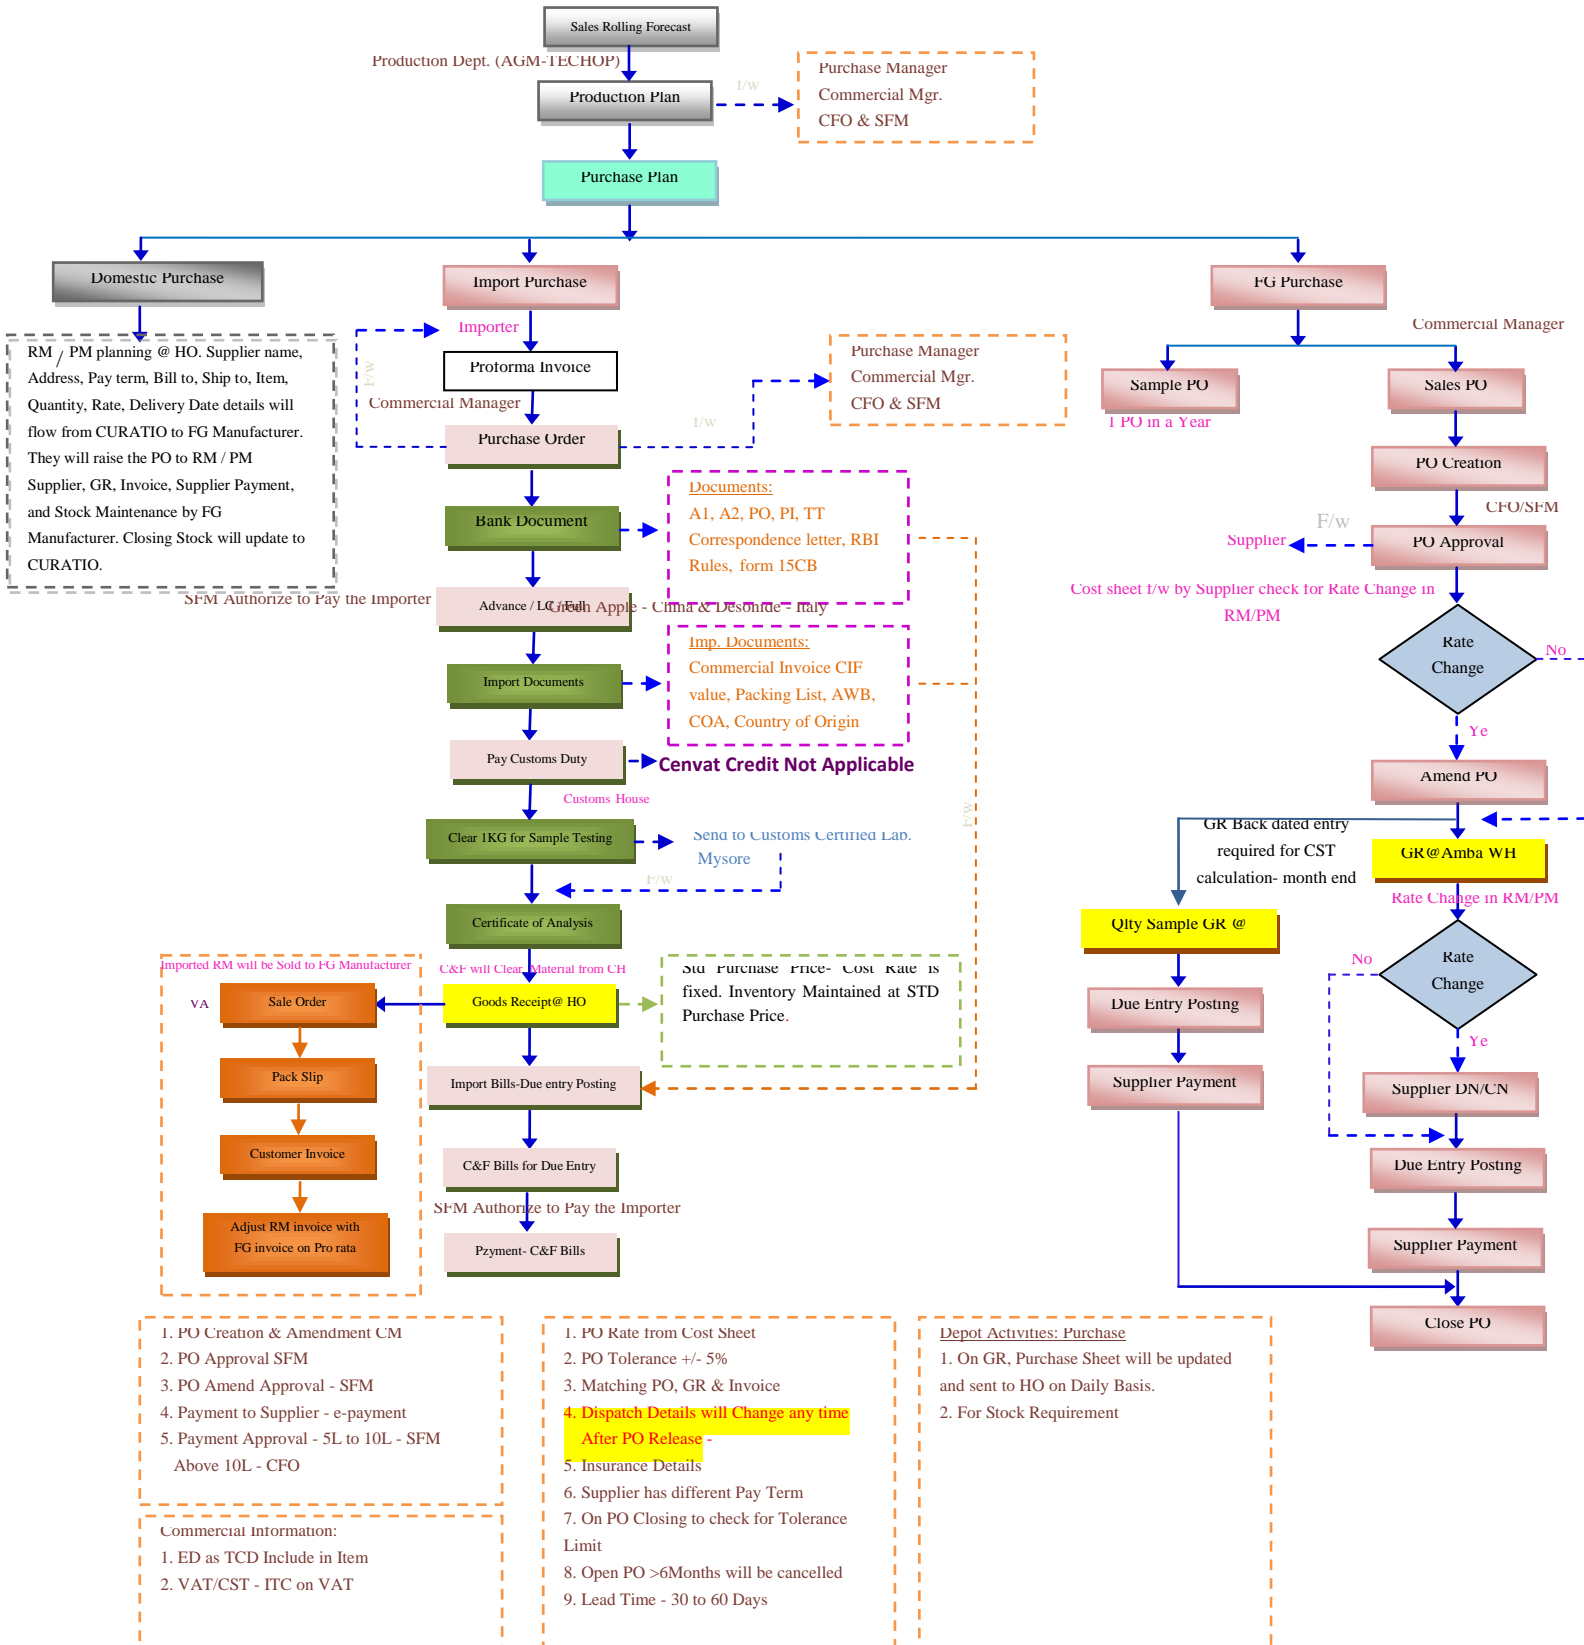 Sales Rolling Forecast
Production Dept. (AGM-TECHOP)
Production Plan
f/w
Purchase Manager
Commercial Mgr.
CFO & SFM
Purchase Plan
Domestic Purchase
RM / PM planning @ HO. Supplier name,
Address, Pay term, Bill to, Ship to, Item,
Quantity, Rate, Delivery Date details will
flow from CURATIO to FG Manufacturer.
They will raise the PO to RM / PM
Supplier, GR, Invoice, Supplier Payment,
and Stock Maintenance by FG
Manufacturer. Closing Stock will update to
CURATIO.
Import Purchase
Importer
F/w
Proforma Invoice
Commercial Manager
Purchase Order
f/w
Purchase Manager
Commercial Mgr.
CFO & SFM
Bank Document
Documents:
A1, A2, PO, PI, TT
Correspondence letter, RBI
Rules, form 15CB
SFM Authorize to Pay the Importer
Advance / LC / Full
Green Apple - China & Desonide - Italy
Import Documents
Imp. Documents:
Commercial Invoice CIF
value, Packing List, AWB,
COA, Country of Origin
Pay Customs Duty
Cenvat Credit Not Applicable
Customs House
Clear 1KG for Sample Testing
Send to Customs Certified Lab.
Mysore
F/w
F/w
Certificate of Analysis
C&F will Clear Material from CH
Goods Receipt@ HO
Std Purchase Price- Cost Rate is
fixed. Inventory Maintained at STD
Purchase Price.
Imported RM will be Sold to FG Manufacturer
VA
Sale Order
Pack Slip
Customer Invoice
Adjust RM invoice with
FG invoice on Pro rata
Import Bills-Due entry Posting
C&F Bills for Due Entry
SFM Authorize to Pay the Importer
Pzyment- C&F Bills
FG Purchase
Commercial Manager
Sample PO
1 PO in a Year
Sales PO
PO Creation
CFO/SFM
PO Approval
F/w
Supplier
Cost sheet f/w by Supplier check for Rate Change in
RM/PM
Rate
Change
No
Ye
Amend PO
GR Back dated entry
required for CST
calculation- month end
GR@Amba WH
Rate Change in RM/PM
Qlty Sample GR @
Due Entry Posting
Supplier Payment
Rate
Change
No
Ye
Supplier DN/CN
Due Entry Posting
Supplier Payment
Close PO
1. PO Creation & Amendment CM
2. PO Approval SFM
3. PO Amend Approval - SFM
4. Payment to Supplier - e-payment
5. Payment Approval - 5L to 10L - SFM
Above 10L - CFO
Commercial Information:
1. ED as TCD Include in Item
2. VAT/CST - ITC on VAT
1. PO Rate from Cost Sheet
2. PO Tolerance +/- 5%
3. Matching PO, GR & Invoice
4. Dispatch Details will Change any time
After PO Release -
5. Insurance Details
6. Supplier has different Pay Term
7. On PO Closing to check for Tolerance
Limit
8. Open PO >6Months will be cancelled
9. Lead Time - 30 to 60 Days
Depot Activities: Purchase
1. On GR, Purchase Sheet will be updated
and sent to HO on Daily Basis.
2. For Stock Requirement